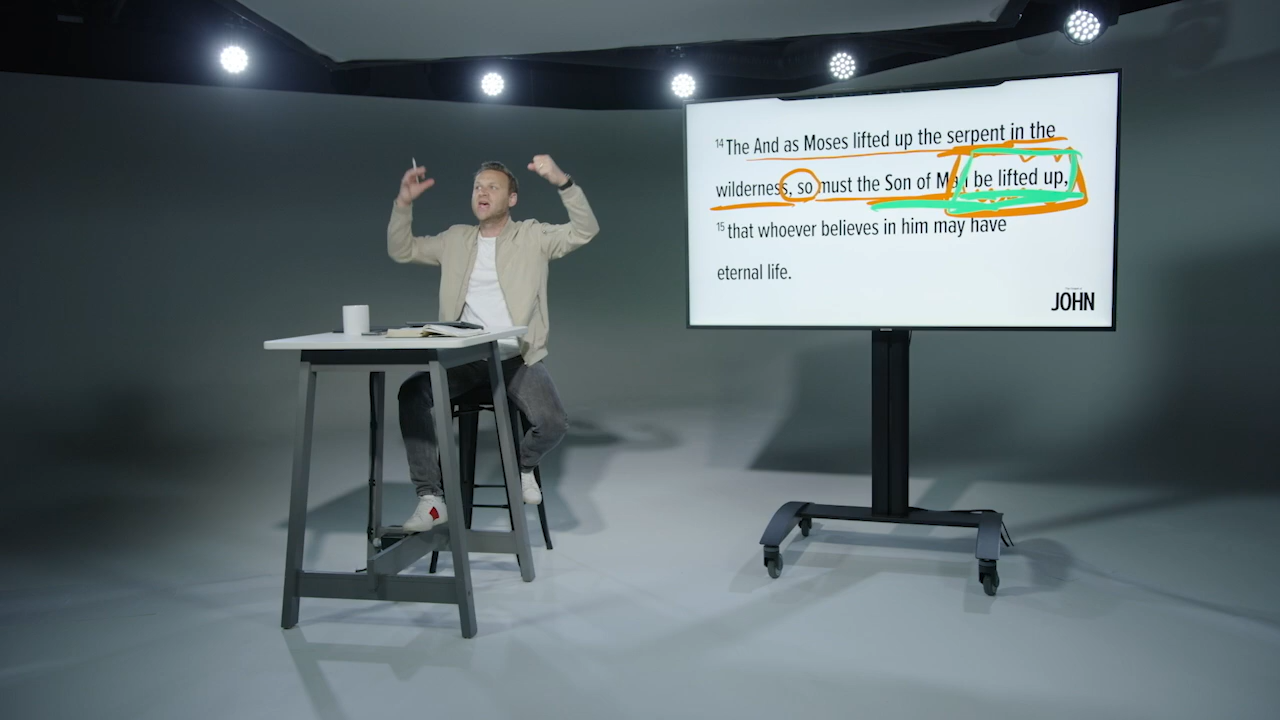 14 The And as Moses lifted up the serpent in the
wilderness, so must the Son of Man be lifted up,
15 that whoever believes in him may have
eternal life.
JOHN